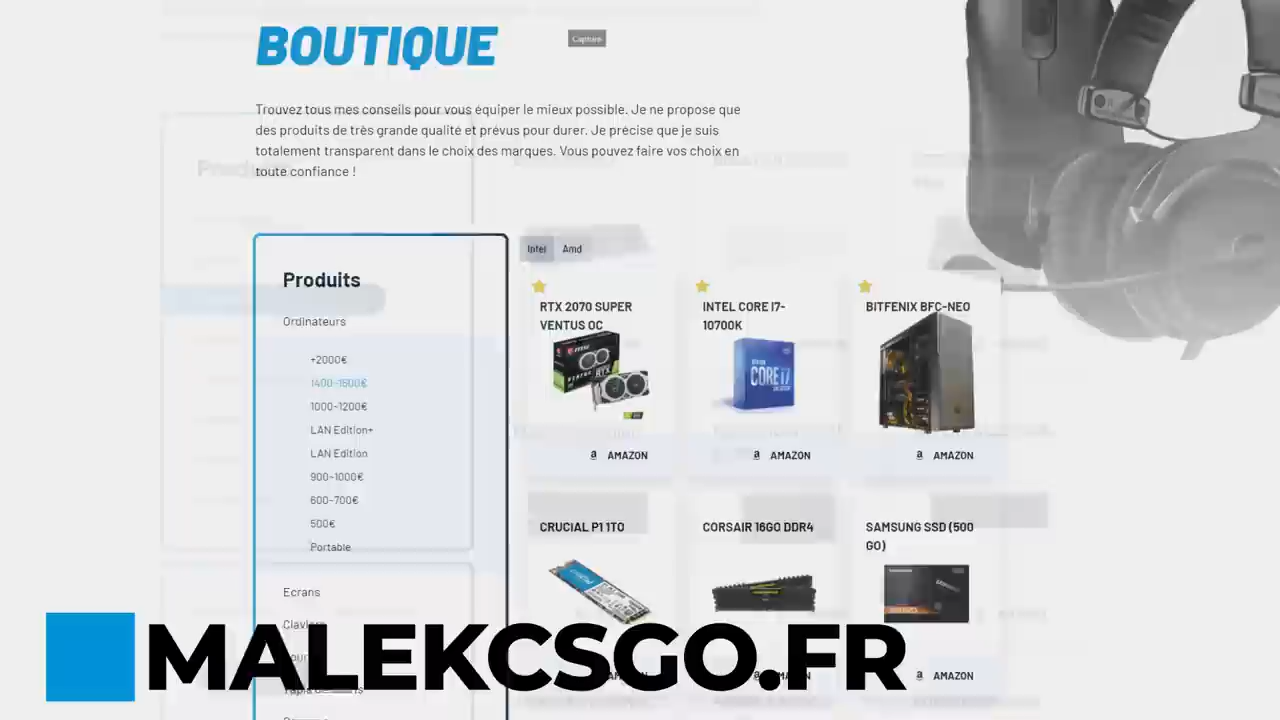 BOUTIQUE
Capture
Trouvez tous mes conseils pour vous équiper le mieux possible. Je ne propose que
des produits de très grande qualité et prévus pour durer. Je précise que je suis
totalement transparent dans le choix des marques. Vous pouvez faire vos choix en
toute confiance !
Produits
Ordinateurs
+2000€
1400-1500€
1000-1200€
LAN Edition+
LAN Edition
900-1000€
600-700€
500€
Portable
Ecrans
Intel Amd
RTX 2070 SUPER
VENTUS OC
AMAZON
INTEL CORE I7-
10700K
CORE i7
AMAZON
BITFENIX BFC-NEO
AMAZON
CRUCIAL P1 1TO
CORSAIR 16GO DDR4
SAMSUNG SSD (500
GO)
AMAZON
MALEKCSGO.FR